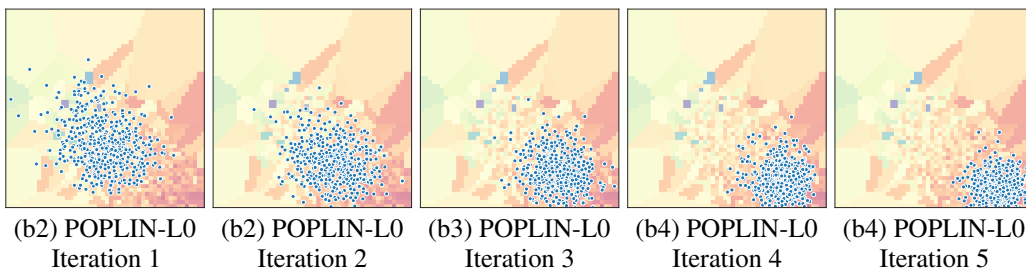 (b2) POPLIN-L0 (b2) POPLIN-L0 (b3) POPLIN-L0 (b4) POPLIN-L0 (b4) POPLIN-L0
Iteration 1 Iteration 2 Iteration 3 Iteration 4 Iteration 5